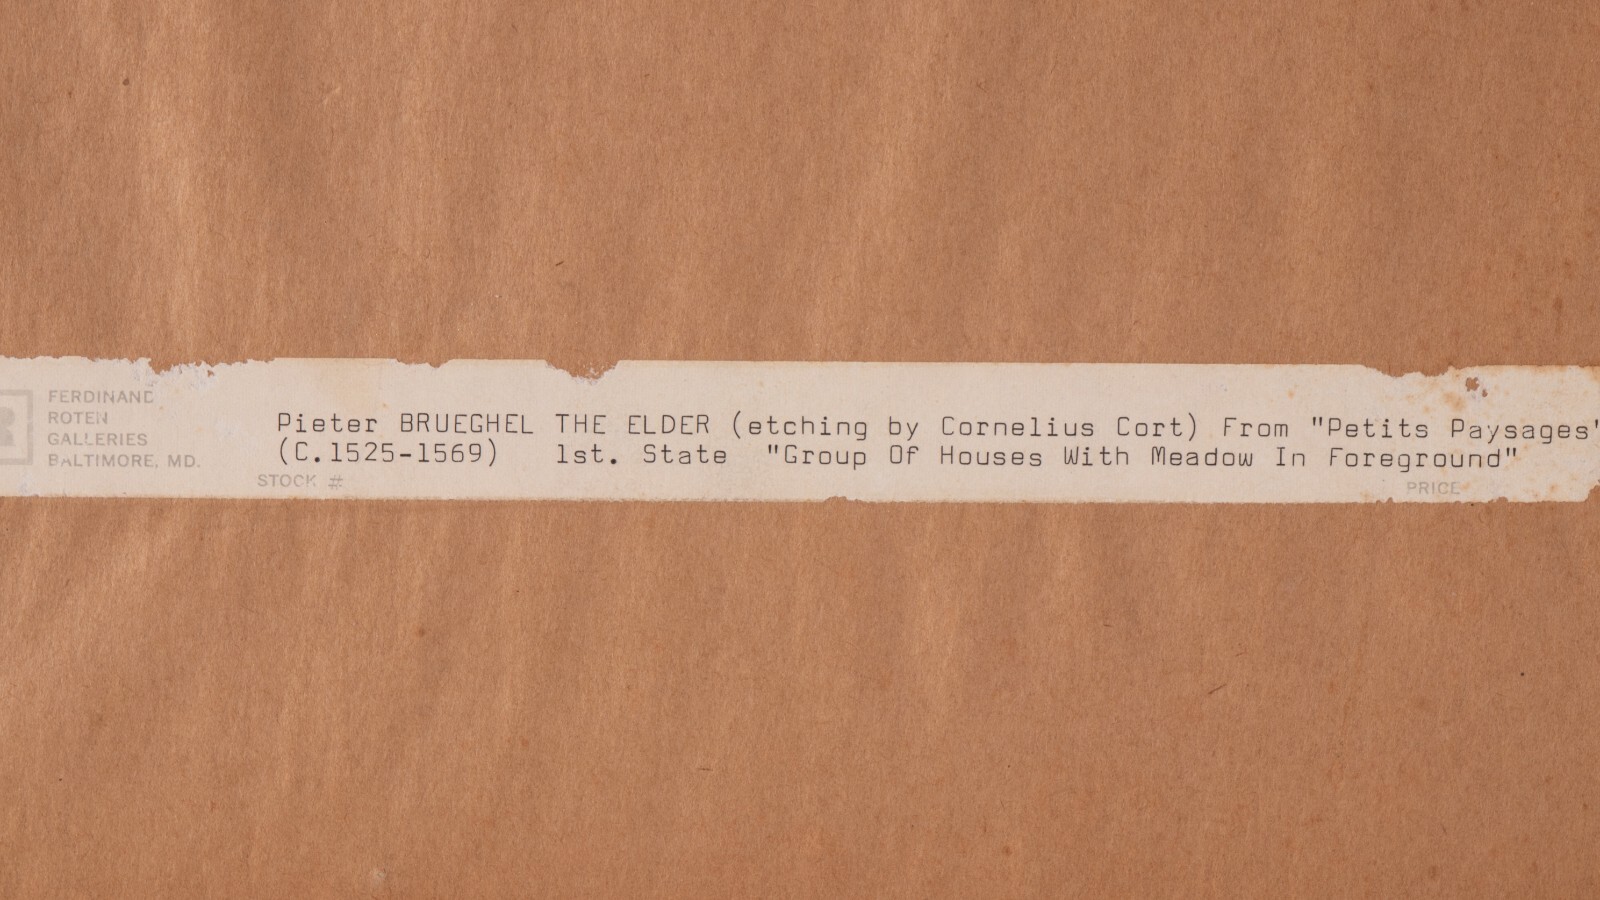 FERDINAND
ROTEN
GALLERIES
BALTIMORE, MD.
Pieter BRUEGHEL THE ELDER (etching by Cornelius Cort) From "Petits Paysages"
(C.1525-1569) 1st. State "Group Of Houses With Meadow In Foreground"
STOCK #
PRICE